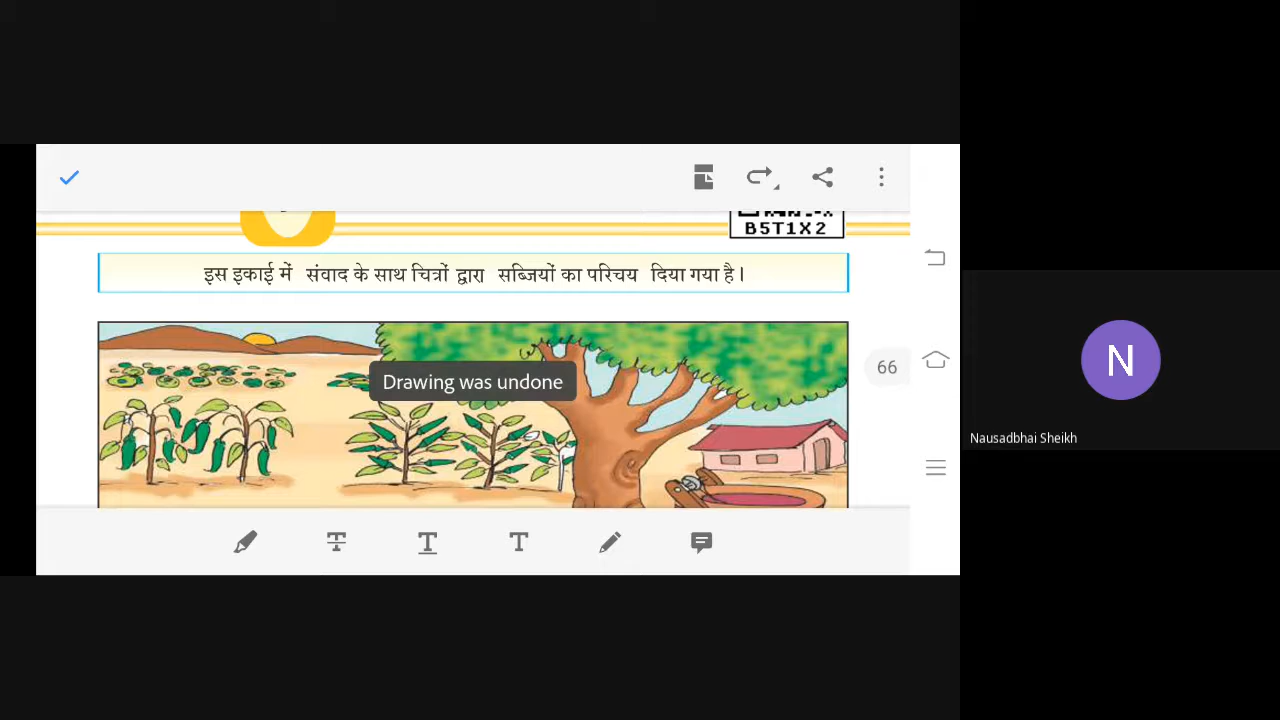 B5T1X2
इस इकाई में संवाद के साथ चित्रों द्वारा सब्जियों का परिचय दिया गया है।
66
Drawing was undone
N
Nausadbhai Sheikh
T
T
T